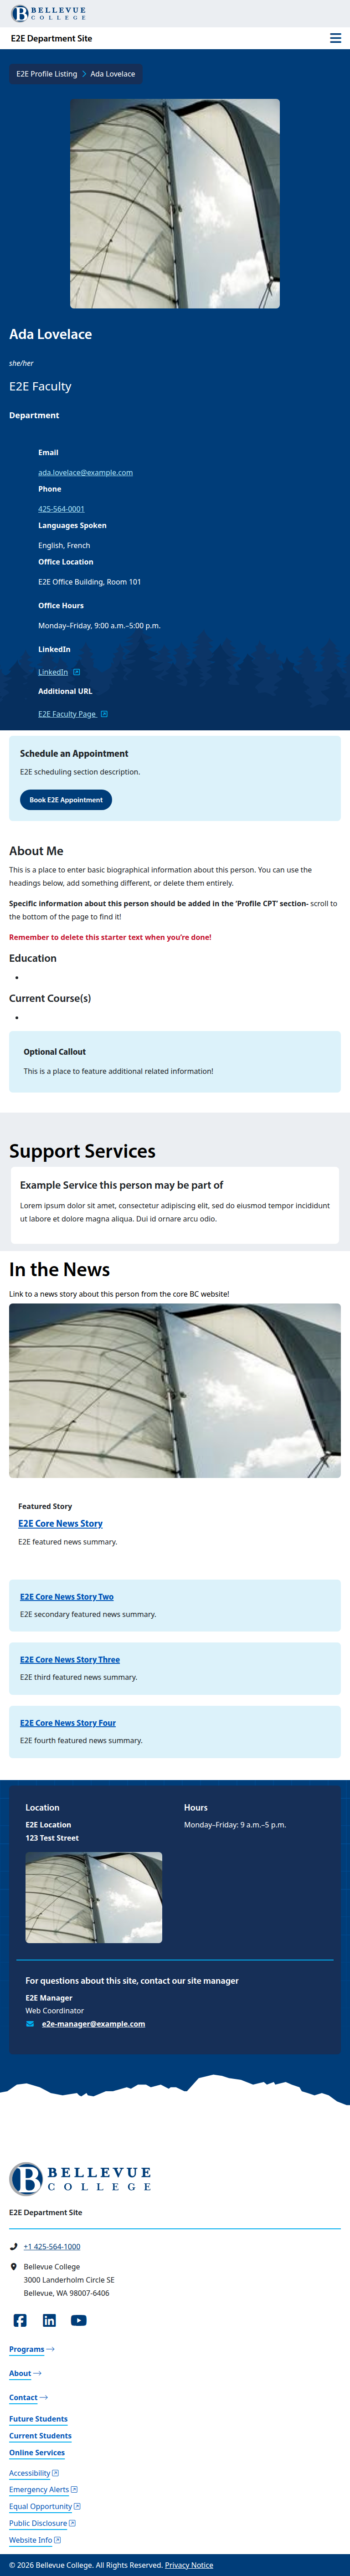 BELLEVUE
COLLEGE
E2E Department Site
E2E Profile Listing
Ada Lovelace
Ada Lovelace
she/her
E2E Faculty
Department
Email
ada.lovelace@example.com
Phone
425-564-0001
Languages Spoken
English, French
Office Location
E2E Office Building, Room 101
Office Hours
Monday–Friday, 9:00 a.m.–5:00 p.m.
LinkedIn
LinkedIn
Additional URL
E2E Faculty Page
Schedule an Appointment
E2E scheduling section description.
Book E2E Appointment
About Me
This is a place to enter basic biographical information about this person. You can use the
headings below, add something different, or delete them entirely.
Specific information about this person should be added in the ‘Profile CPT’ section- scroll to
the bottom of the page to find it!
Remember to delete this starter text when you’re done!
Education
Current Course(s)
Optional Callout
This is a place to feature additional related information!
Support Services
Example Service this person may be part of
Lorem ipsum dolor sit amet, consectetur adipiscing elit, sed do eiusmod tempor incididunt
ut labore et dolore magna aliqua. Dui id ornare arcu odio.
In the News
Link to a news story about this person from the core BC website!
Featured Story
E2E Core News Story
E2E featured news summary.
E2E Core News Story Two
E2E secondary featured news summary.
E2E Core News Story Three
E2E third featured news summary.
E2E Core News Story Four
E2E fourth featured news summary.
Location
E2E Location
123 Test Street
Hours
Monday–Friday: 9 a.m.–5 p.m.
For questions about this site, contact our site manager
E2E Manager
Web Coordinator
e2e-manager@example.com
BELLEVUE
COLLEGE
E2E Department Site
+1 425-564-1000
Bellevue College
3000 Landerholm Circle SE
Bellevue, WA 98007-6406
Programs
About
Contact
Future Students
Current Students
Online Services
Accessibility
Emergency Alerts
Equal Opportunity
Public Disclosure
Website Info
© 2026 Bellevue College. All Rights Reserved. Privacy Notice